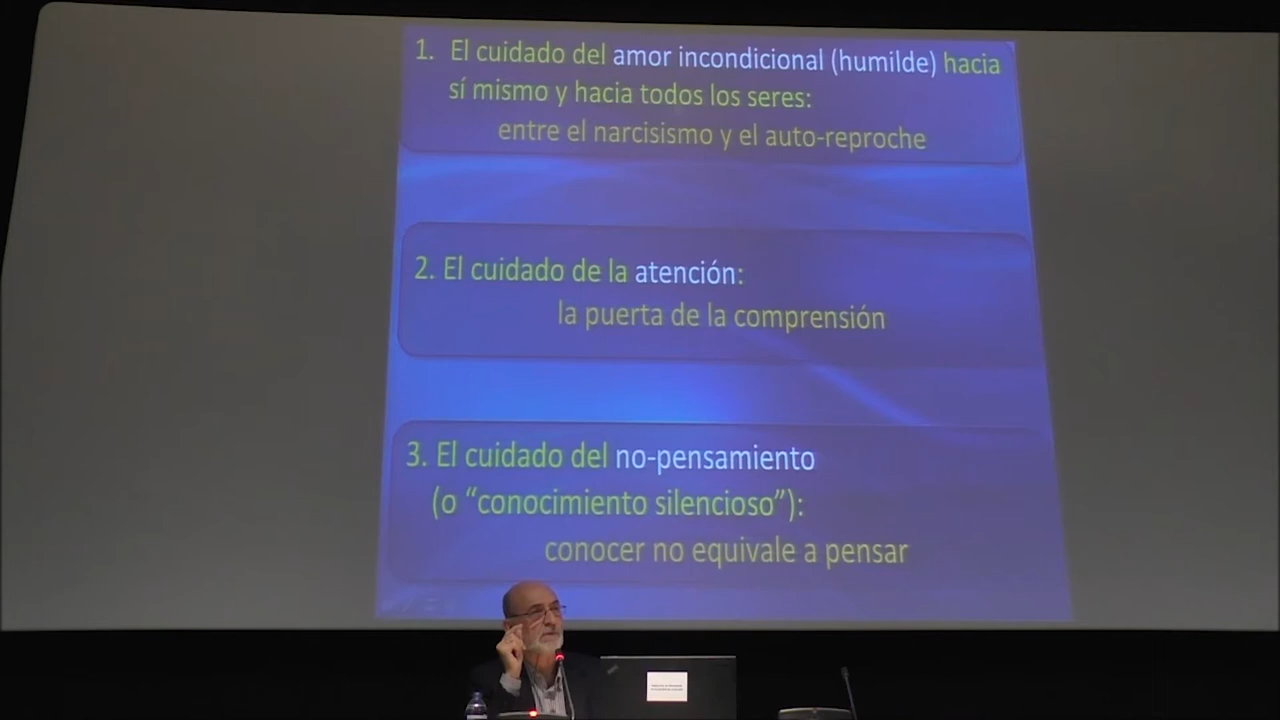 1. El cuidado del amor incondicional (humilde) hacia
sí mismo y hacia todos los seres:
entre el narcisismo y el auto-reproche
2. El cuidado de la atención:
la puerta de la comprensión
3. El cuidado del no-pensamiento
(o “conocimiento silencioso”):
conocer no equivale a pensar